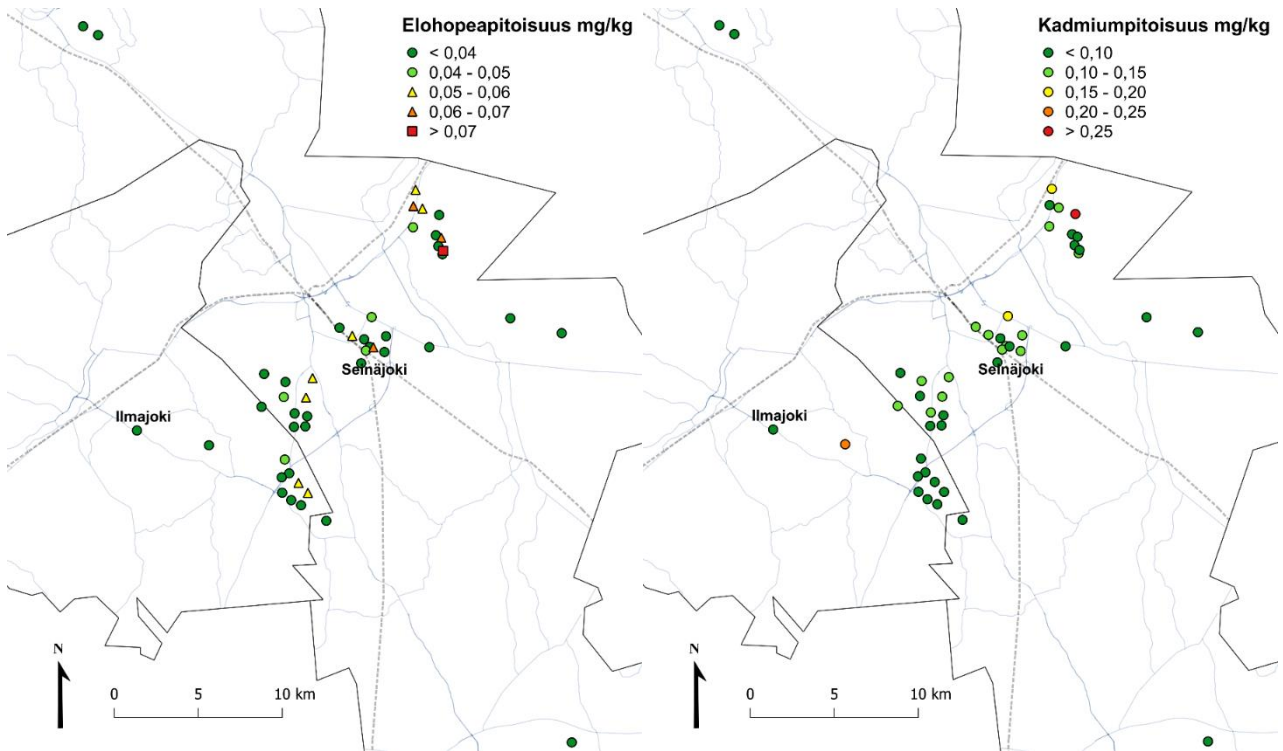 Elohopeapitoisuus mg/kg
< 0,04
0,04 - 0,05
0,05 - 0,06
0,06 - 0,07
> 0,07
Seinäjoki
Ilmajoki
N
0 5 10 km
Kadmiumpitoisuus mg/kg
< 0,10
0,10 - 0,15
0,15 - 0,20
0,20 - 0,25
> 0,25
Seinäjoki
Ilmajoki
N
0 5 10 km